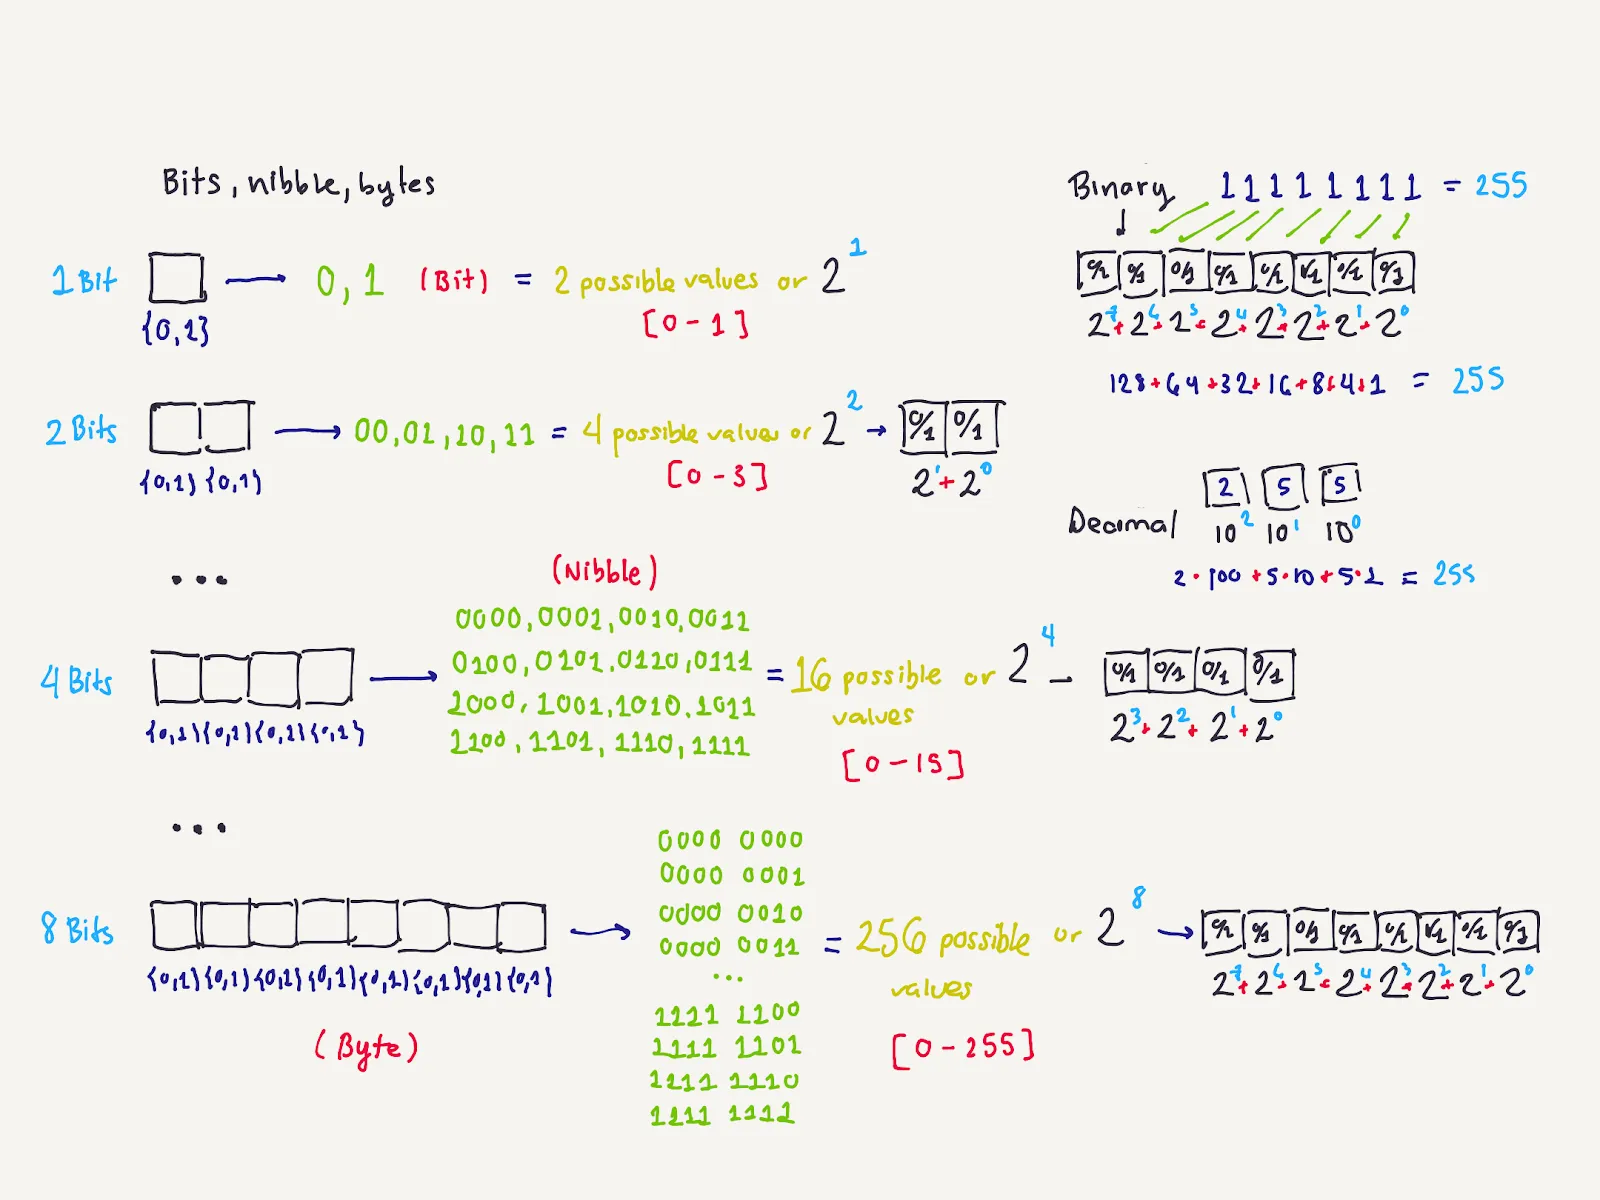 Bits, nibble, bytes
1 Bit → 0, 1 (Bit) = 2 possible values or 2^1
{0,1}
[0-1]
2 Bits → 00,01,10,11 = 4 possible values or 2^2 → 0/1 0/1
{0,1} {0,1}
[0-3]
2^1 + 2^0
...
(Nibble)
0000, 0001, 0010, 0011
0100, 0101, 0110, 0111
1000, 1001, 1010, 1011
1100, 1101, 1110, 1111
4 Bits → = 16 possible values or 2^4 – 0/1 0/1 0/1 0/1
{0,1} {0,1} {0,1} {0,1}
[0-15]
2^3 + 2^2 + 2^1 + 2^0
...
0000 0000
0000 0001
0000 0010
0000 0011
...
1111 1100
1111 1101
1111 1110
1111 1111
8 Bits → = 256 possible values or 2^8 → 0/1 0/1 0/1 0/1 0/1 0/1 0/1 0/1
{0,1} {0,1} {0,1} {0,1} {0,1} {0,1} {0,1} {0,1}
(Byte)
[0-255]
2^7 + 2^6 + 2^5 + 2^4 + 2^3 + 2^2 + 2^1 + 2^0
Binary 1 1 1 1 1 1 1 1 = 255
0/1 0/1 0/1 0/1 0/1 0/1 0/1 0/1
2^7 + 2^6 + 2^5 + 2^4 + 2^3 + 2^2 + 2^1 + 2^0
128+64+32+16+8+4+1 = 255
2 5 5
Decimal 10^2 10^1 10^0
2·100 + 5·10 + 5·1 = 255